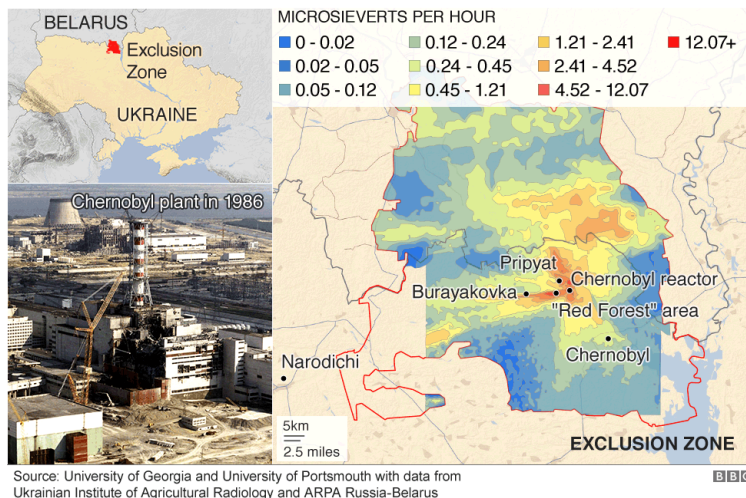 BELARUS
Exclusion
Zone
UKRAINE
Chernobyl plant in 1986
MICROSIEVERTS PER HOUR
0 - 0.02
0.02 - 0.05
0.05 - 0.12
0.12 - 0.24
0.24 - 0.45
0.45 - 1.21
1.21 - 2.41
2.41 - 4.52
4.52 - 12.07
12.07+
Pripyat
Chernobyl reactor
Burayakovka
"Red Forest" area
Chernobyl
Narodichi
5km
2.5 miles
EXCLUSION ZONE
Source: University of Georgia and University of Portsmouth with data from
Ukrainian Institute of Agricultural Radiology and ARPA Russia-Belarus
BBC